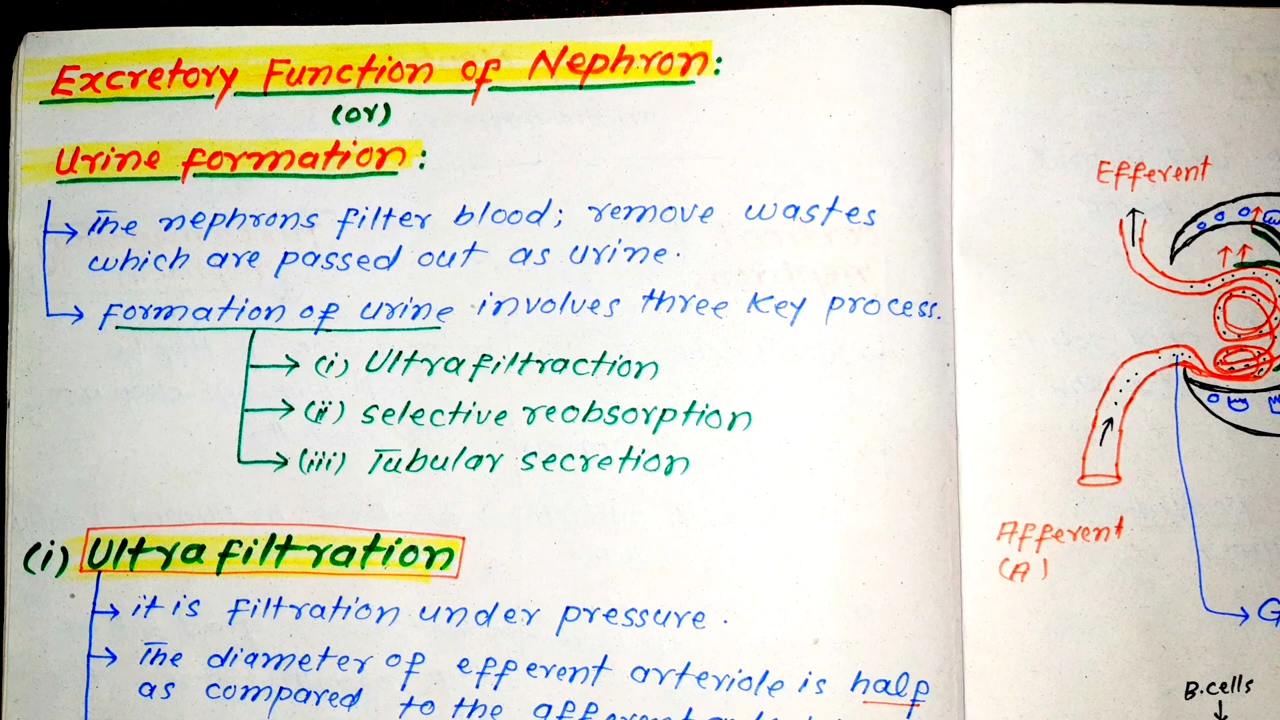 Excretory Function of Nephron:
(or)
Urine formation:
The nephrons filter blood; remove wastes
which are passed out as urine.
Formation of urine involves three key process.
(i) Ultrafiltraction
(ii) selective reobsorption
(iii) Tubular secretion
(i) Ultrafiltration
it is filtration under pressure.
The diameter of efferent arteriole is half
as compared to the
Efferent
Afferent
(A)
G
B.cells